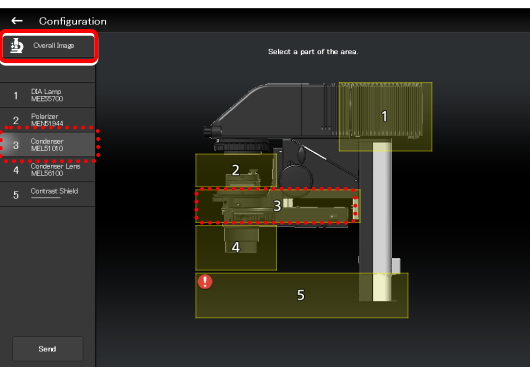 ← Configuration
Overall Image
Select a part of the area.
1 DIA Lamp
MEE55700
2 Polarizer
MEN51944
3 Condenser
MEL51010
4 Condenser Lens
MEL56100
5 Contrast Shield
1
2
3
4
!
5
Send